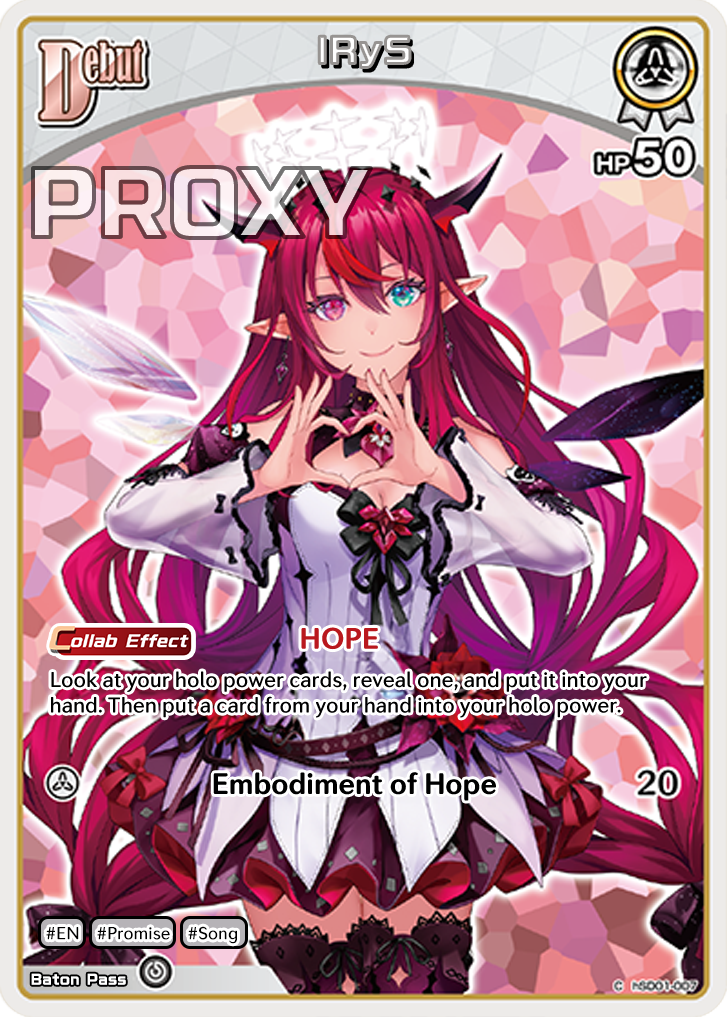 Debut
IRyS
HP50
PROXY
Collab Effect
HOPE
Look at your holo power cards, reveal one, and put it into your
hand. Then put a card from your hand into your holo power.
Embodiment of Hope
20
#EN #Promise #Song
Baton Pass
C hSD01-007